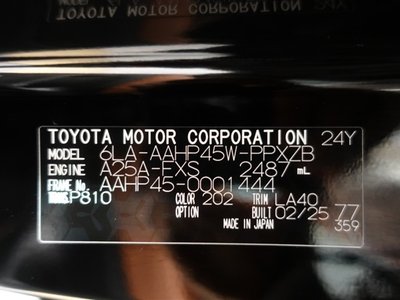 TOYOTA MOTOR CORPORATION 24Y
MODEL 6LA-AAHP45W-PPXZB
ENGINE A25A-FXS 2487 mL
FRAME No. AAHP45-0001444
TRANS. P810 COLOR 202 TRIM LA40
OPTION BUILT 02/25 77
MADE IN JAPAN 359